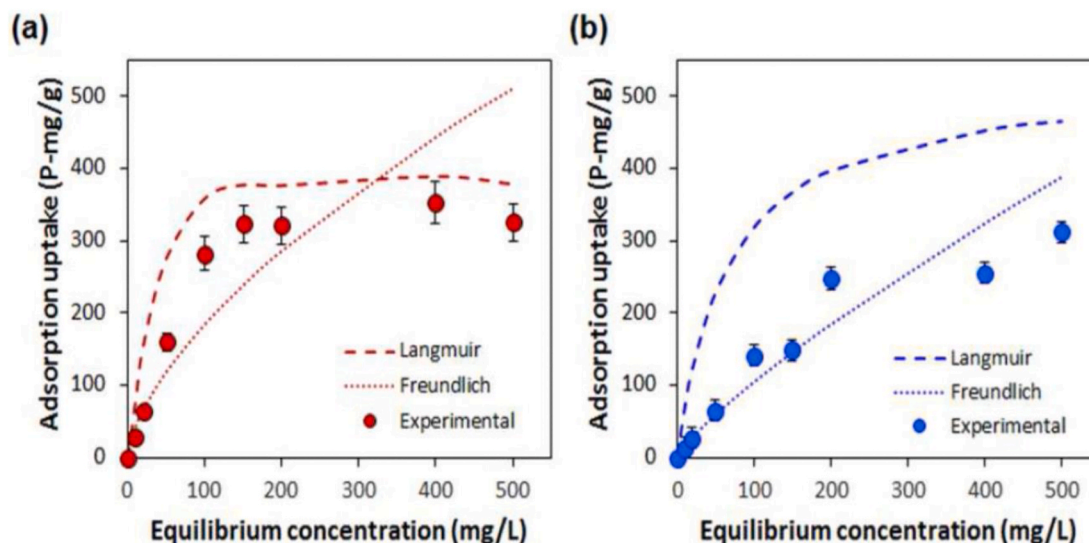 (a)
Adsorption uptake (P-mg/g)
500
400
300
200
100
0
0 100 200 300 400 500
Equilibrium concentration (mg/L)
Langmuir
Freundlich
Experimental
(b)
Adsorption uptake (P-mg/g)
500
400
300
200
100
0
0 100 200 300 400 500
Equilibrium concentration (mg/L)
Langmuir
Freundlich
Experimental